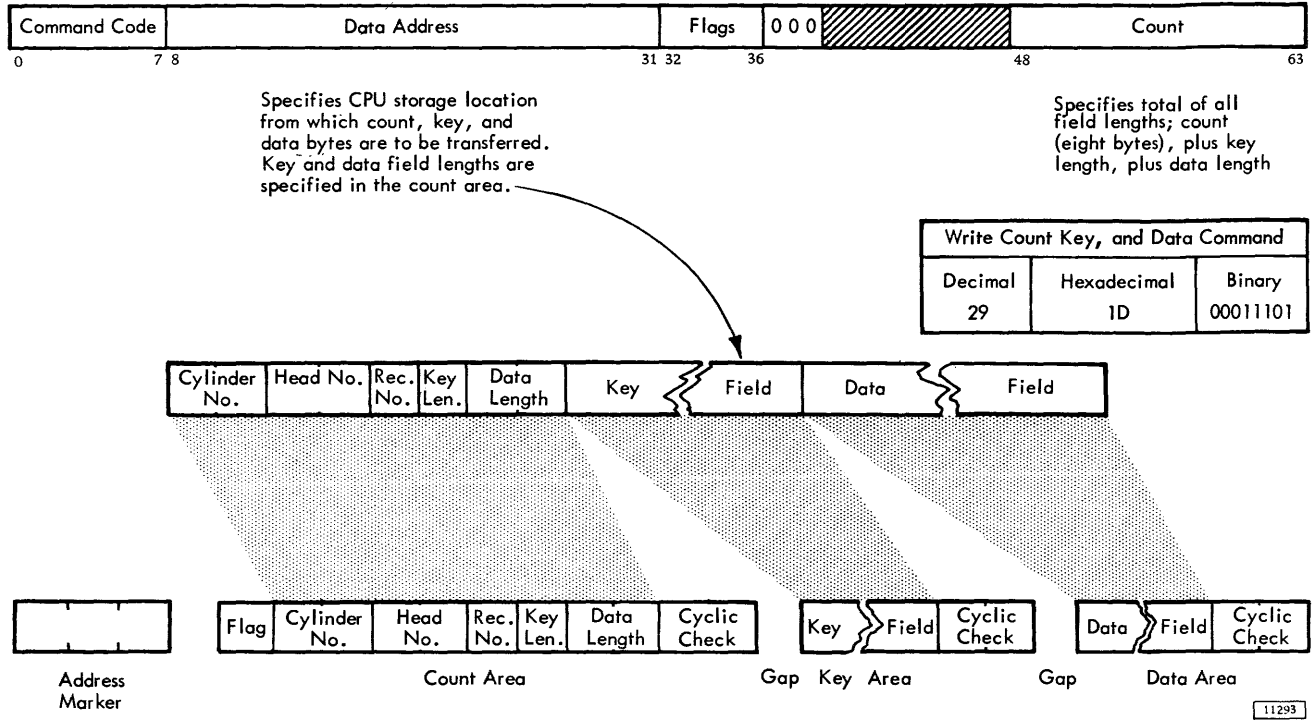 Command Code Data Address Flags 0 0 0 Count
0 7 8 31 32 36 48 63
Specifies CPU storage location
from which count, key, and
data bytes are to be transferred.
Key and data field lengths are
specified in the count area.
Specifies total of all
field lengths; count
(eight bytes), plus key
length, plus data length
Write Count Key, and Data Command
Decimal Hexadecimal Binary
29 1D 00011101
Cylinder No. Head No. Rec. No. Key Len. Data Length Key Field Data Field
Flag Cylinder No. Head No. Rec. No. Key Len. Data Length Cyclic Check Key Field Cyclic Check Data Field Cyclic Check
Address Marker Count Area Gap Key Area Gap Data Area
11293